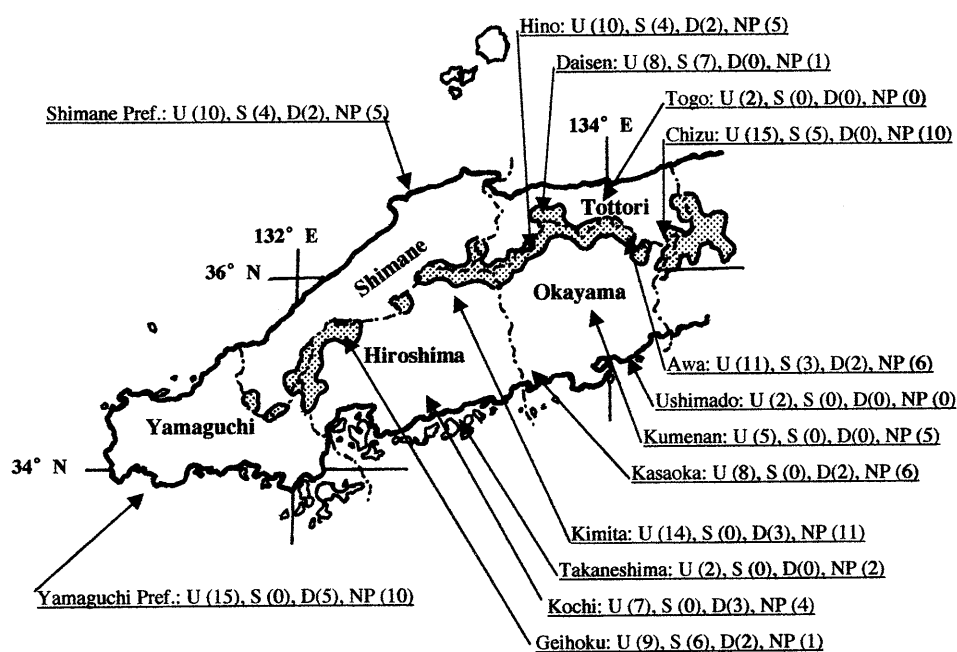 Hino: U (10), S (4), D(2), NP (5)
Daisen: U (8), S (7), D(0), NP (1)
Togo: U (2), S (0), D(0), NP (0)
Shimane Pref.: U (10), S (4), D(2), NP (5)
134° E
Chizu: U (15), S (5), D(0), NP (10)
Tottori
132° E
36° N
Shimane
Okayama
Hiroshima
Awa: U (11), S (3), D(2), NP (6)
Ushimado: U (2), S (0), D(0), NP (0)
Yamaguchi
Kumenan: U (5), S (0), D(0), NP (5)
34° N
Kasaoka: U (8), S (0), D(2), NP (6)
Kimita: U (14), S (0), D(3), NP (11)
Takaneshima: U (2), S (0), D(0), NP (2)
Yamaguchi Pref.: U (15), S (0), D(5), NP (10)
Kochi: U (7), S (0), D(3), NP (4)
Geihoku: U (9), S (6), D(2), NP (1)